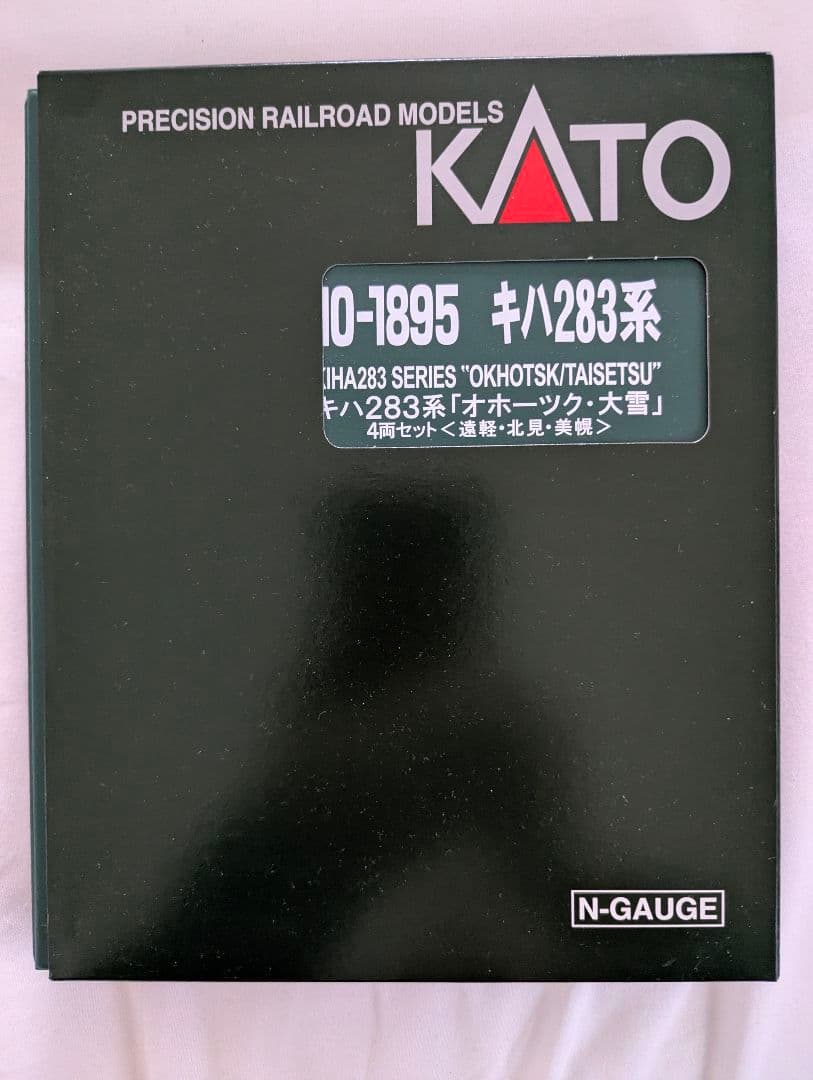 PRECISION RAILROAD MODELS
KATO
10-1895 キハ283系
KIHA283 SERIES "OKHOTSK/TAISETSU"
キハ283系「オホーツク・大雪」
4両セット<遠軽・北見・美幌>
N-GAUGE